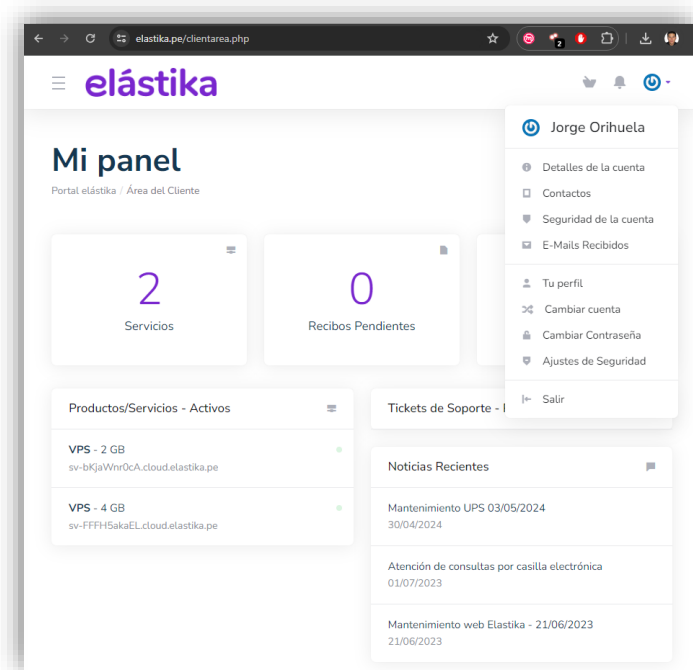 elastika.pe/clientarea.php
2
elástika
Jorge Orihuela
Detalles de la cuenta
Contactos
Seguridad de la cuenta
E-Mails Recibidos
Tu perfil
Cambiar cuenta
Cambiar Contraseña
Ajustes de Seguridad
Salir
Mi panel
Portal elástika / Área del Cliente
2
Servicios
0
Recibos Pendientes
Productos/Servicios - Activos
VPS - 2 GB
sv-bKjaWnr0cA.cloud.elastika.pe
VPS - 4 GB
sv-FFFH5akaEL.cloud.elastika.pe
Tickets de Soporte -
Noticias Recientes
Mantenimiento UPS 03/05/2024
30/04/2024
Atención de consultas por casilla electrónica
01/07/2023
Mantenimiento web Elastika - 21/06/2023
21/06/2023